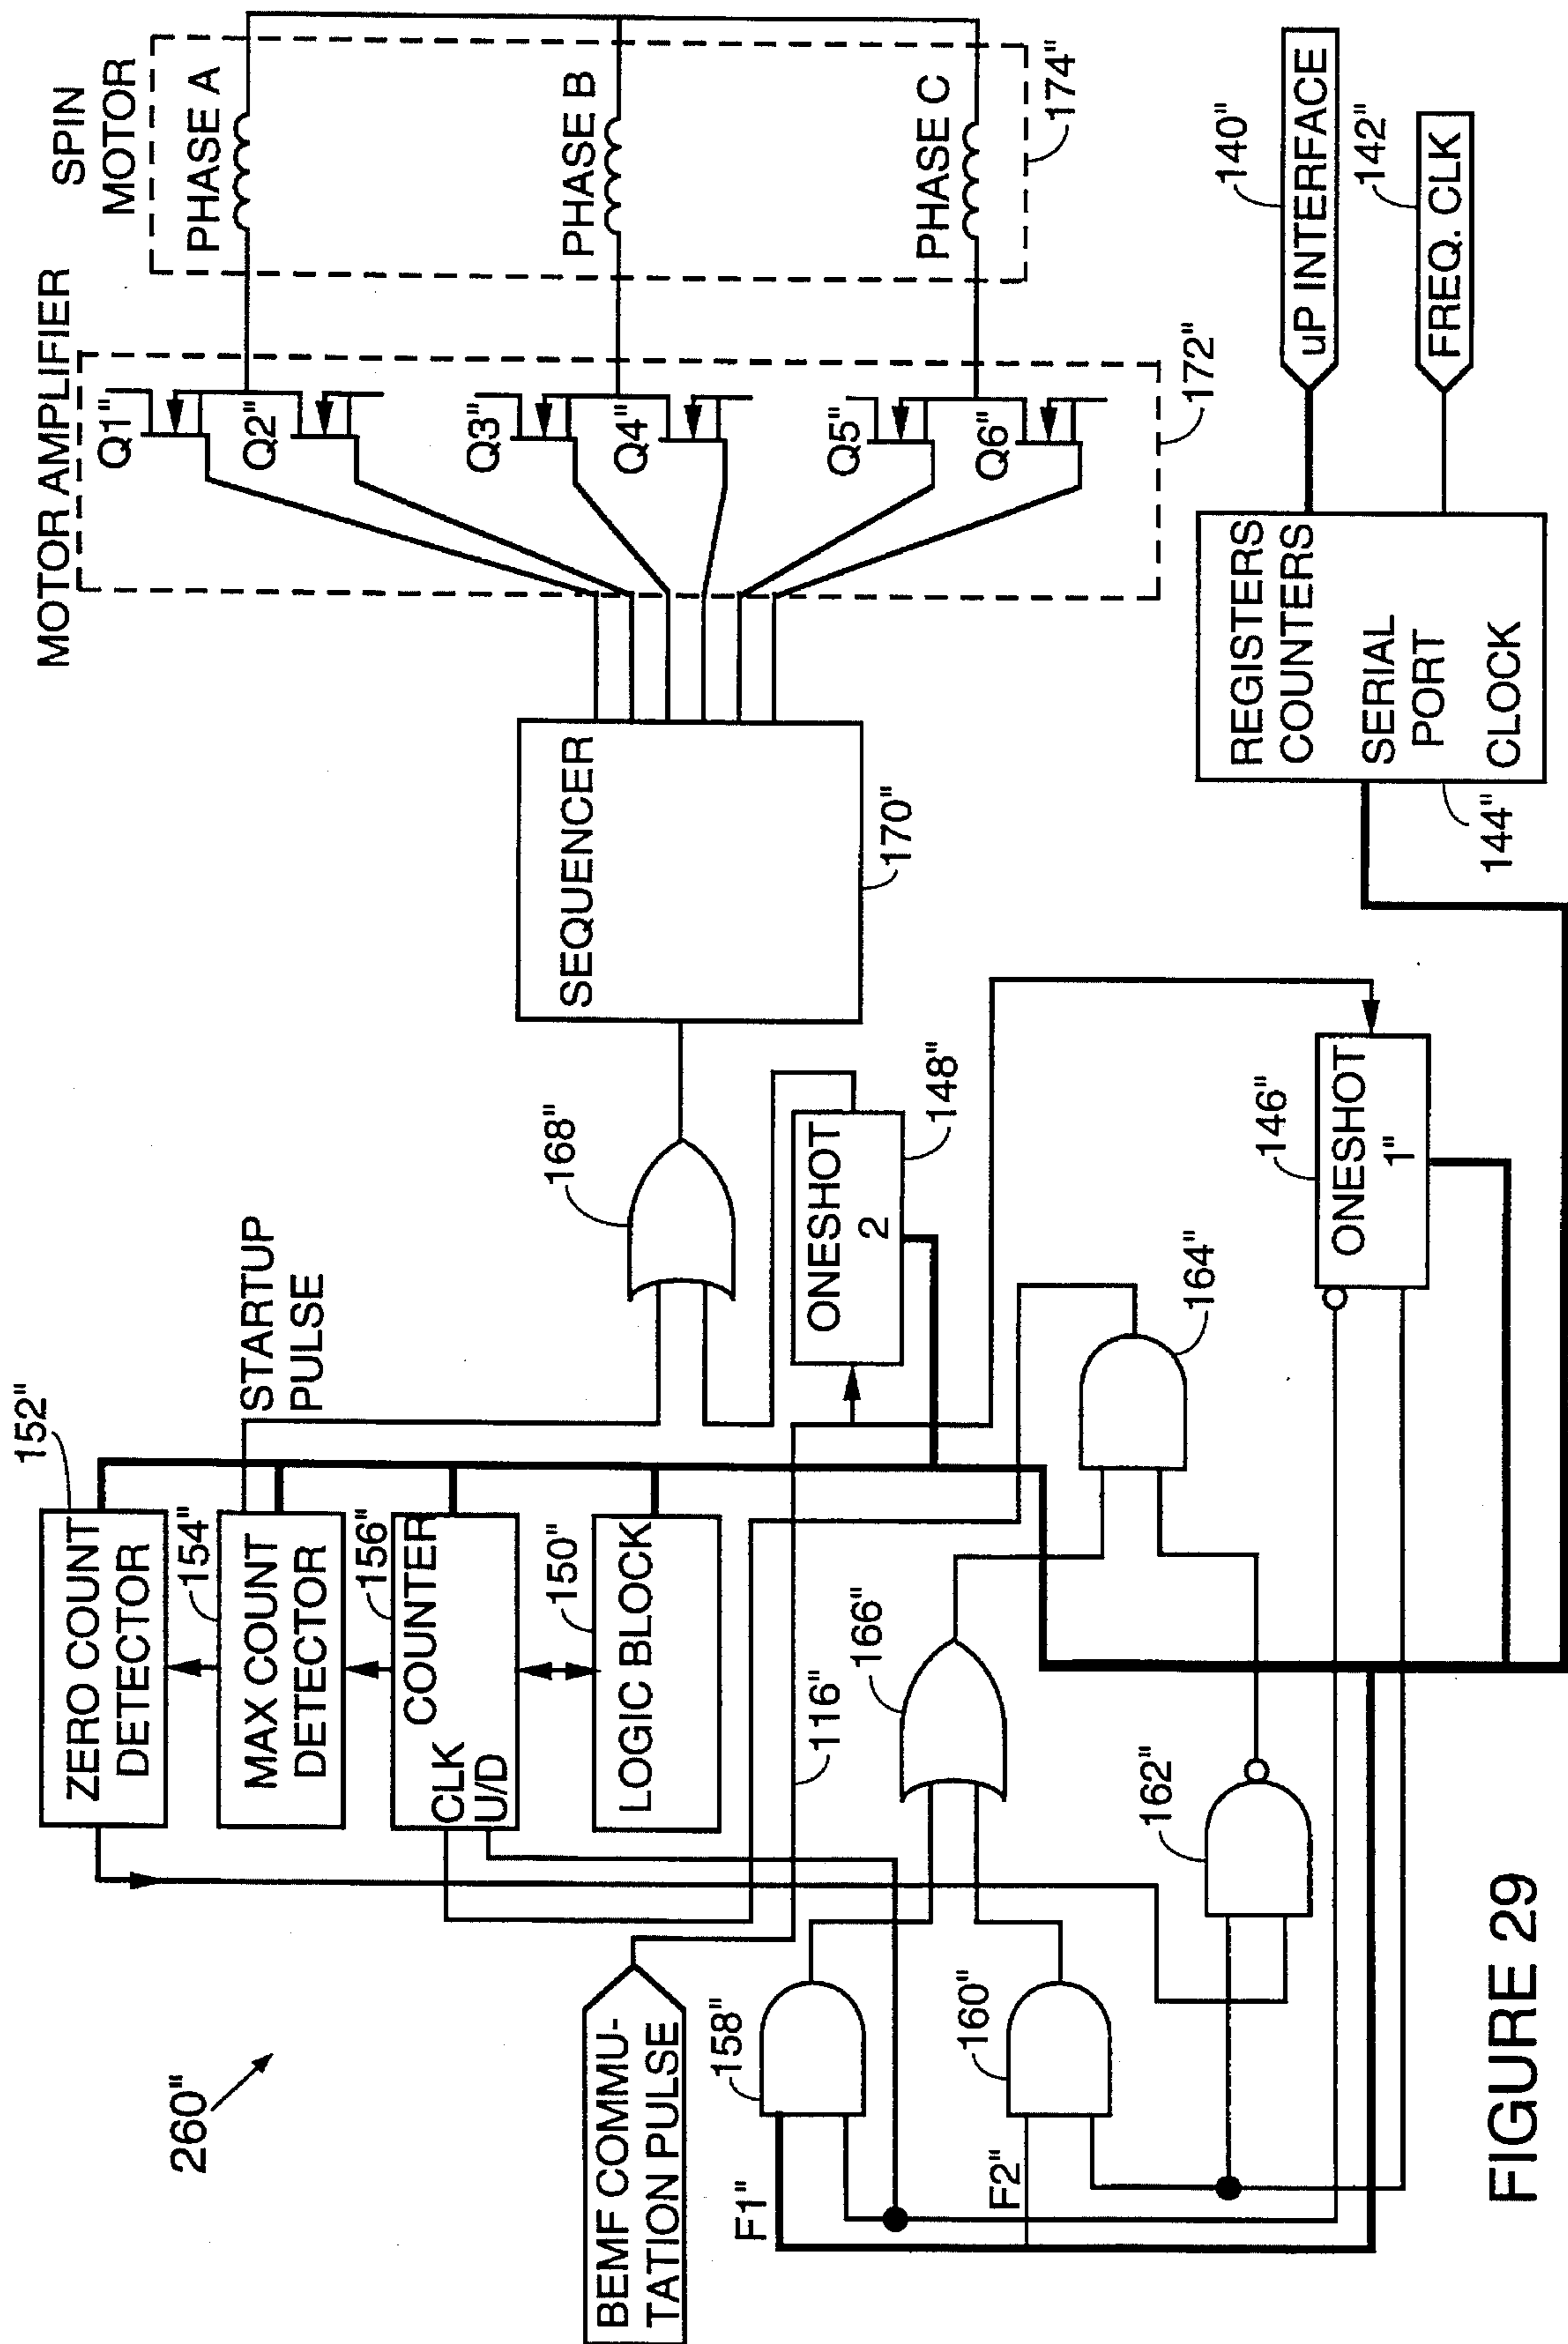 260"
BEMF COMMU-
TATION PULSE
152"
ZERO COUNT
DETECTOR
154"
MAX COUNT
DETECTOR
156"
COUNTER
CLK
U/D
150"
LOGIC BLOCK
116"
STARTUP
PULSE
158"
F1"
160"
F2"
162"
166"
164"
168"
ONESHOT
2
148"
146"
ONESHOT
1"
SEQUENCER
170"
MOTOR AMPLIFIER
Q1"
Q2"
Q3"
Q4"
Q5"
Q6"
172"
SPIN
MOTOR
PHASE A
PHASE B
PHASE C
174"
REGISTERS
COUNTERS
SERIAL
PORT
CLOCK
144"
140"
uP INTERFACE
142"
FREQ. CLK
FIGURE 29